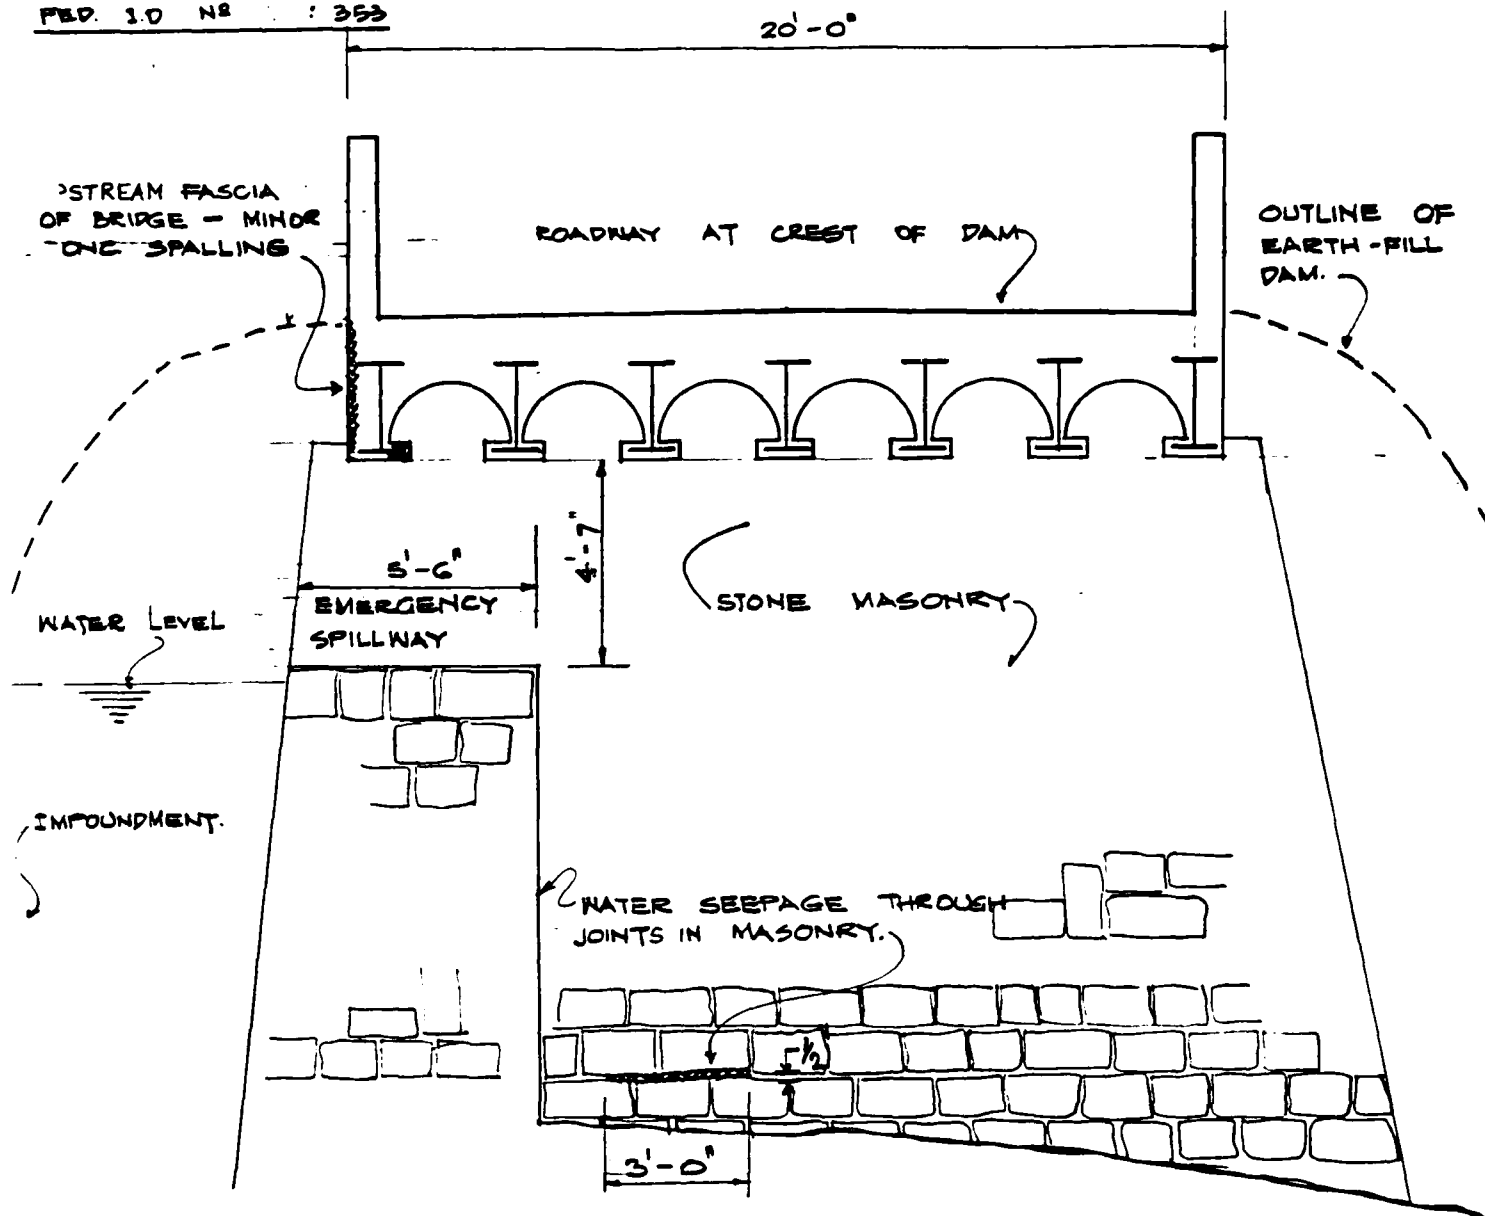 FED. I.D Nº : 353
20'-0"
STREAM FASCIA
OF BRIDGE - MINOR
ONC SPALLING
ROADWAY AT CREST OF DAM
OUTLINE OF
EARTH-FILL
DAM.
4'-7"
5'-6"
EMERGENCY
SPILLWAY
STONE MASONRY
WATER LEVEL
IMPOUNDMENT.
WATER SEEPAGE THROUGH
JOINTS IN MASONRY.
1/2
3'-0"